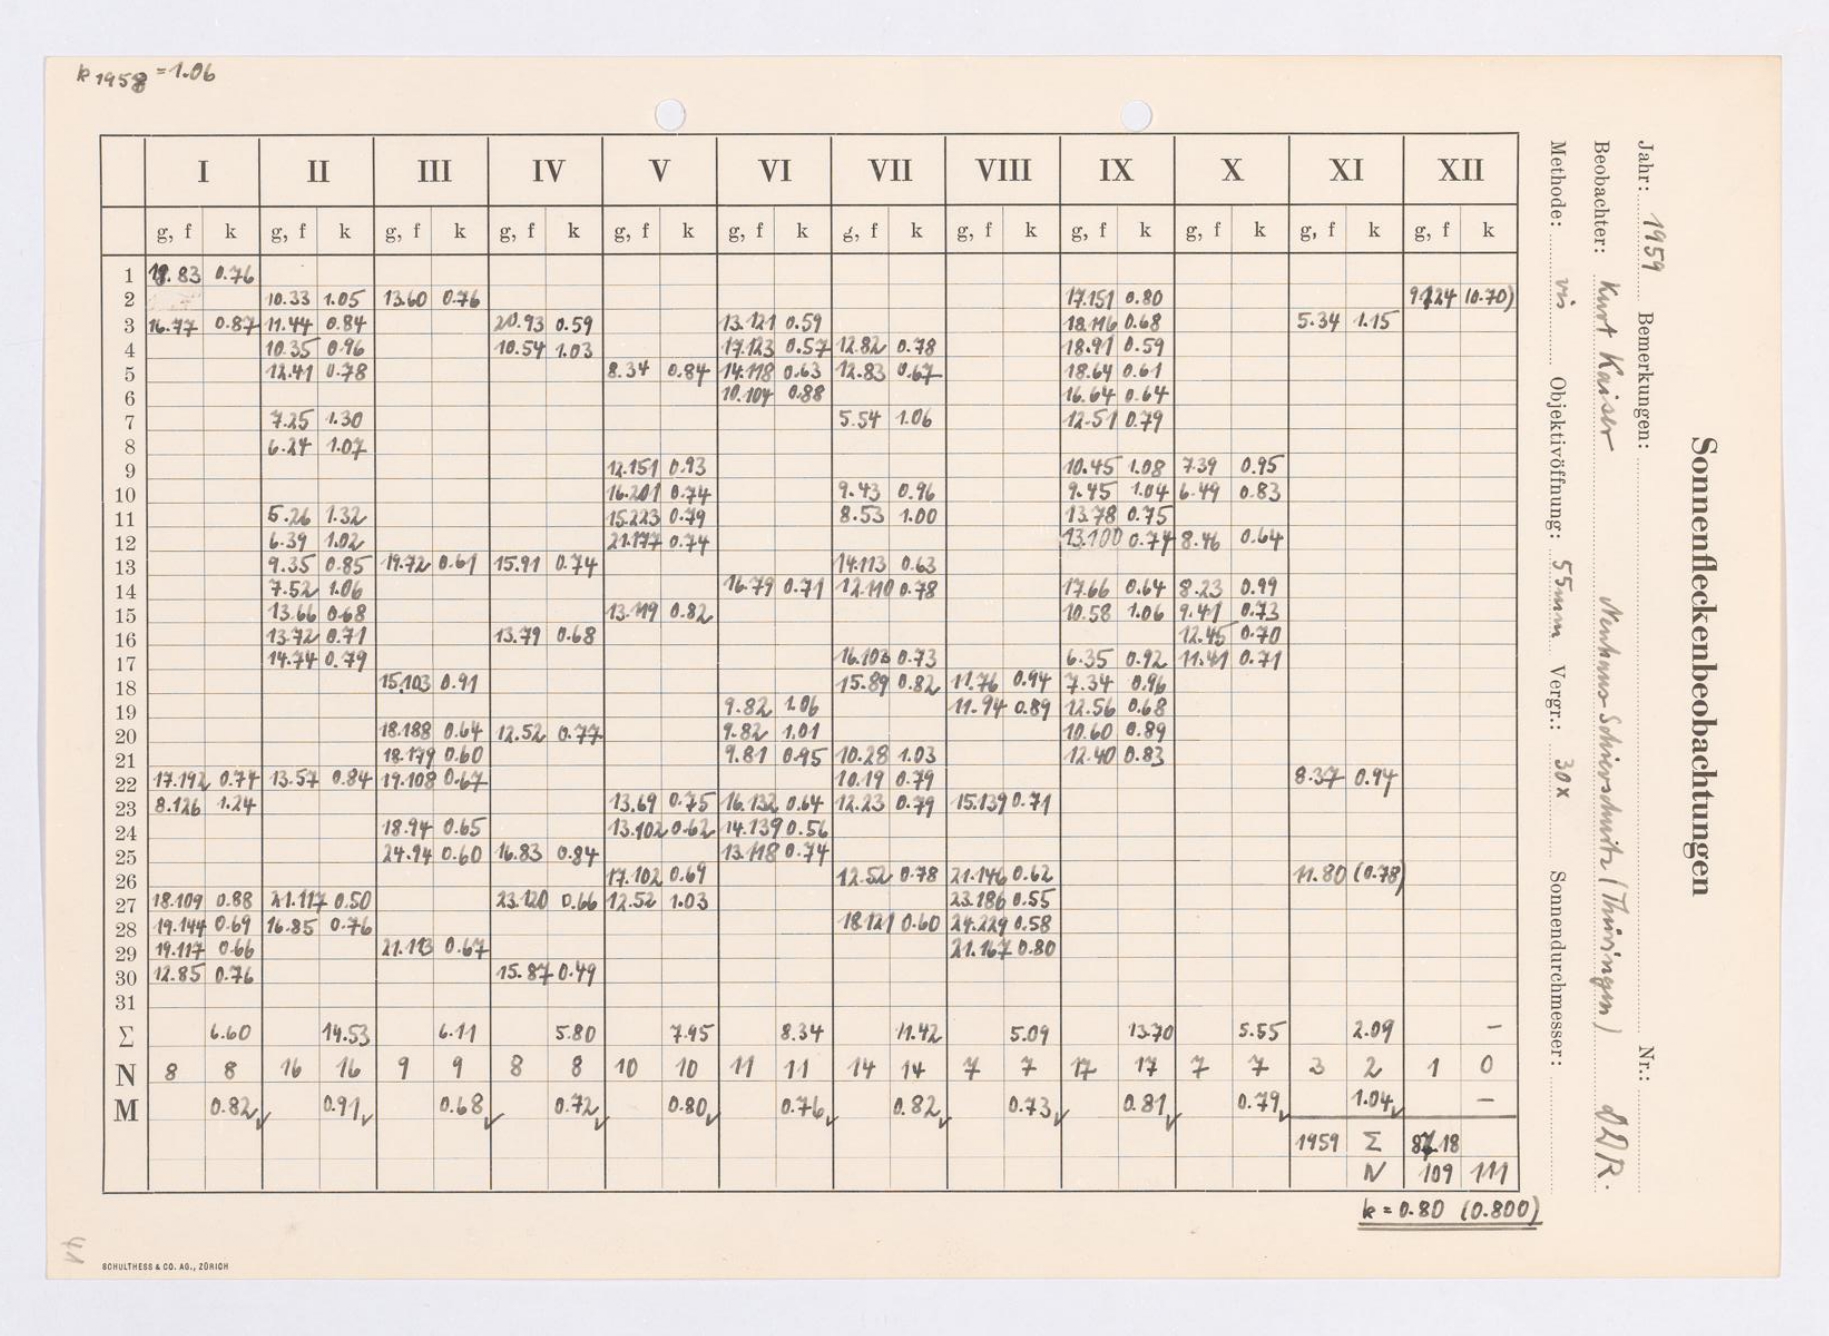 k 1958 = 1.06
Sonnenfleckenbeobachtungen
Jahr: 1959 Bemerkungen: Nr.:
Beobachter: Kurt Kaiser Neuhaus-Schierschnitz (Thüringen) DDR.
Methode: vis Objektivöffnung: 55mm Vergr.: 30x Sonnendurchmesser:
I II III IV V VI VII VIII IX X XI XII
g, f k g, f k g, f k g, f k g, f k g, f k g, f k g, f k g, f k g, f k g, f k g, f k
1 83 0.76
2 10.33 1.05 13.60 0.76 17.151 0.80 (0.70)
3 16.77 0.87 11.44 0.84 20.93 0.59 13.121 0.59 18.116 0.68 5.34 1.15
4 10.35 0.96 10.54 1.03 17.123 0.57 12.82 0.78 18.91 0.59
5 12.41 0.78 8.34 0.84 14.118 0.63 12.83 0.67 18.64 0.61
6 10.104 0.88 16.64 0.64
7 7.25 1.30 5.54 1.06 12.51 0.79
8 6.24 1.07
9 12.151 0.93 10.45 1.08 7.39 0.95
10 16.201 0.74 9.43 0.96 9.45 1.04 6.49 0.83
11 5.26 1.32 15.223 0.79 8.53 1.00 13.78 0.75
12 6.39 1.02 21.177 0.74 13.100 0.74 8.46 0.64
13 9.35 0.85 19.72 0.61 15.91 0.74 14.113 0.63
14 7.52 1.06 16.79 0.71 12.110 0.78 17.66 0.64 8.23 0.99
15 13.66 0.68 13.119 0.82 10.58 1.06 9.41 0.73
16 13.72 0.71 13.79 0.68 12.45 0.70
17 14.74 0.79 16.103 0.73 6.35 0.92 11.41 0.71
18 15.103 0.91 15.89 0.82 11.76 0.94 7.34 0.96
19 9.82 1.06 11.94 0.89 12.56 0.68
20 18.188 0.64 12.52 0.77 9.82 1.01 10.60 0.89
21 18.179 0.60 9.81 0.95 10.28 1.03 12.40 0.83
22 17.192 0.74 13.57 0.84 19.108 0.67 10.19 0.79 8.37 0.94
23 8.126 1.24 13.69 0.75 16.132 0.64 12.23 0.79 15.139 0.71
24 18.94 0.65 13.102 0.62 14.139 0.56
25 24.94 0.60 16.83 0.84 13.118 0.74
26 17.102 0.69 12.52 0.78 21.146 0.62 11.80 (0.78)
27 18.109 0.88 21.117 0.50 23.120 0.66 12.52 1.03 23.186 0.55
28 19.144 0.69 16.85 0.76 18.121 0.60 24.229 0.58
29 19.117 0.66 21.113 0.67 21.167 0.80
30 12.85 0.76 15.87 0.49
31
Σ 6.60 14.53 6.11 5.80 7.95 8.34 11.42 5.09 13.70 5.55 2.09 –
N 8 8 16 16 9 9 8 8 10 10 11 11 14 14 7 7 17 17 7 7 3 2 1 0
M 0.82 0.91 0.68 0.72 0.80 0.76 0.82 0.73 0.81 0.79 1.04 –
1959 Σ 87.18
N 109 111
k = 0.80 (0.800)
41
SCHULTHESS & CO. AG., ZÜRICH